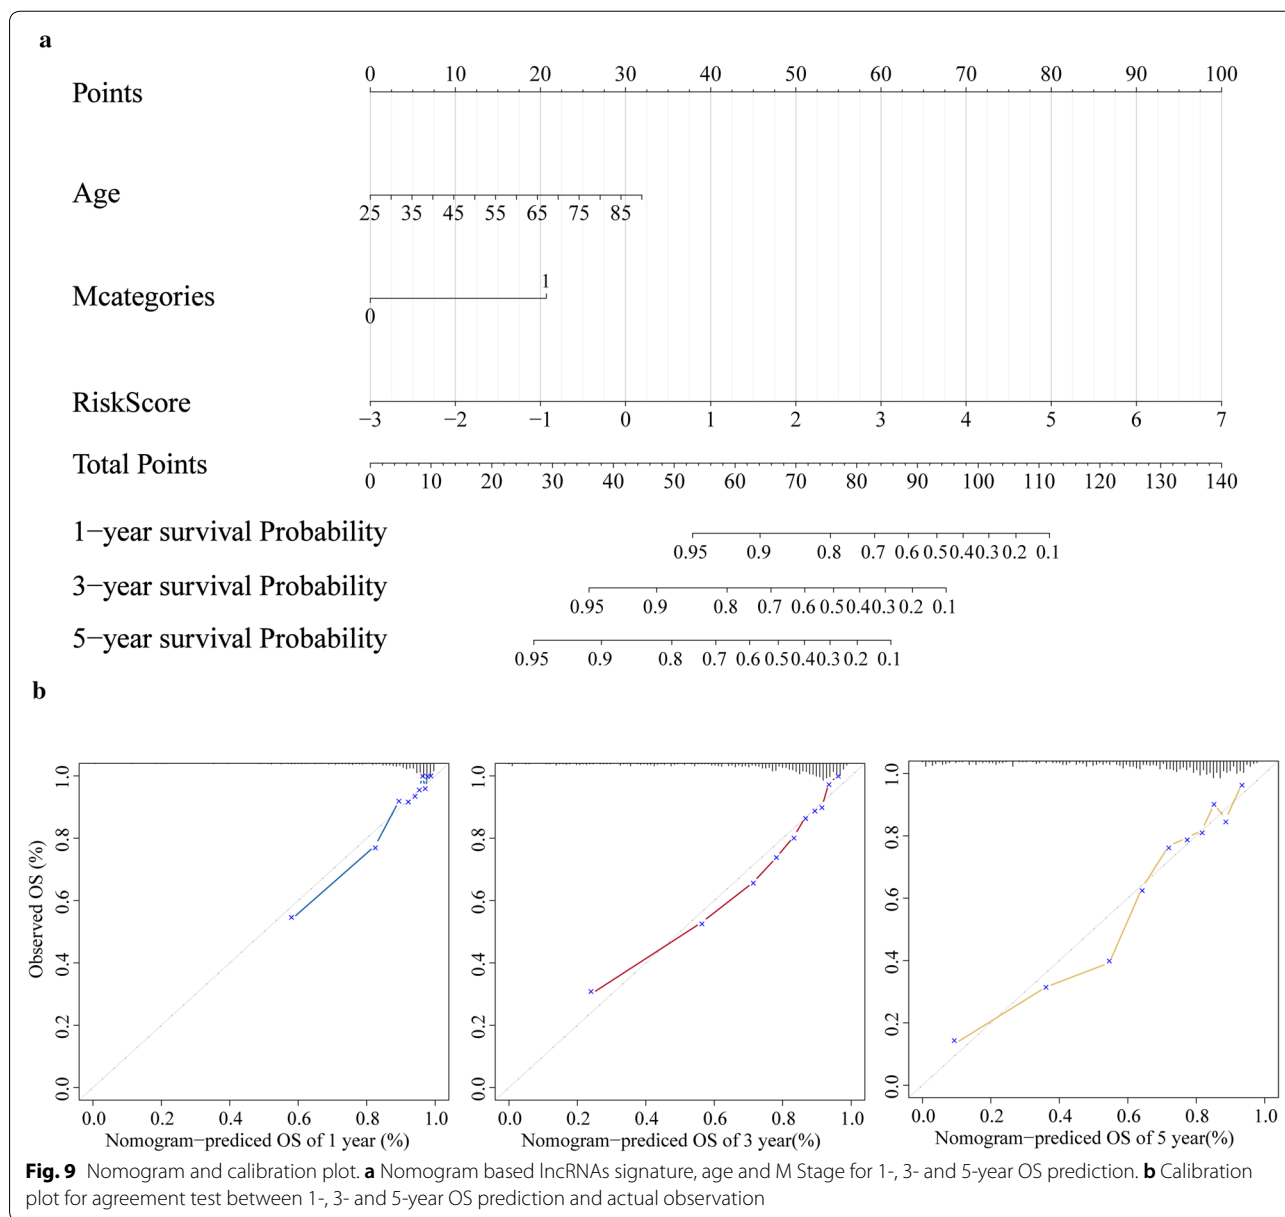 a
0 10 20 30 40 50 60 70 80 90 100
Points
Age
25 35 45 55 65 75 85
1
Mcategories
0
RiskScore
−3 −2 −1 0 1 2 3 4 5 6 7
Total Points
0 10 20 30 40 50 60 70 80 90 100 110 120 130 140
1−year survival Probability
0.95 0.9 0.8 0.7 0.6 0.5 0.4 0.3 0.2 0.1
3−year survival Probability
0.95 0.9 0.8 0.7 0.6 0.5 0.4 0.3 0.2 0.1
5−year survival Probability
0.95 0.9 0.8 0.7 0.6 0.5 0.4 0.3 0.2 0.1
b
Observed OS (%)
0.0 0.2 0.4 0.6 0.8 1.0
0.0 0.2 0.4 0.6 0.8 1.0
Nomogram−prediced OS of 1 year (%)
0.0 0.2 0.4 0.6 0.8 1.0
0.0 0.2 0.4 0.6 0.8 1.0
Nomogram−prediced OS of 3 year(%)
0.0 0.2 0.4 0.6 0.8 1.0
0.0 0.2 0.4 0.6 0.8 1.0
Nomogram−prediced OS of 5 year(%)
Fig. 9 Nomogram and calibration plot. a Nomogram based lncRNAs signature, age and M Stage for 1-, 3- and 5-year OS prediction. b Calibration
plot for agreement test between 1-, 3- and 5-year OS prediction and actual observation